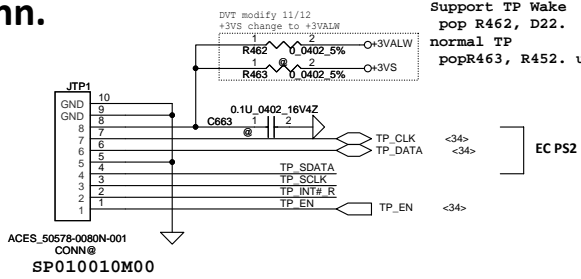 nn.
DVT modify 11/12
+3VS change to +3VALW
Support TP Wake
pop R462, D22.
normal TP
popR463, R452. u
1 2
+3VALW
R462 0_0402_5%
1 2
@
+3VS
R463 0_0402_5%
JTP1
GND 10
GND 9
8 8
7 7
6 6
5 5
4 4
3 3
2 2
1 1
0.1U_0402_16V4Z
C663 1 2
@
TP_CLK <34>
TP_DATA <34>
EC PS2
TP_SDATA
TP_SCLK
TP_INT#_R
TP_EN
TP_EN <34>
ACES_50578-0080N-001
CONN@
SP010010M00